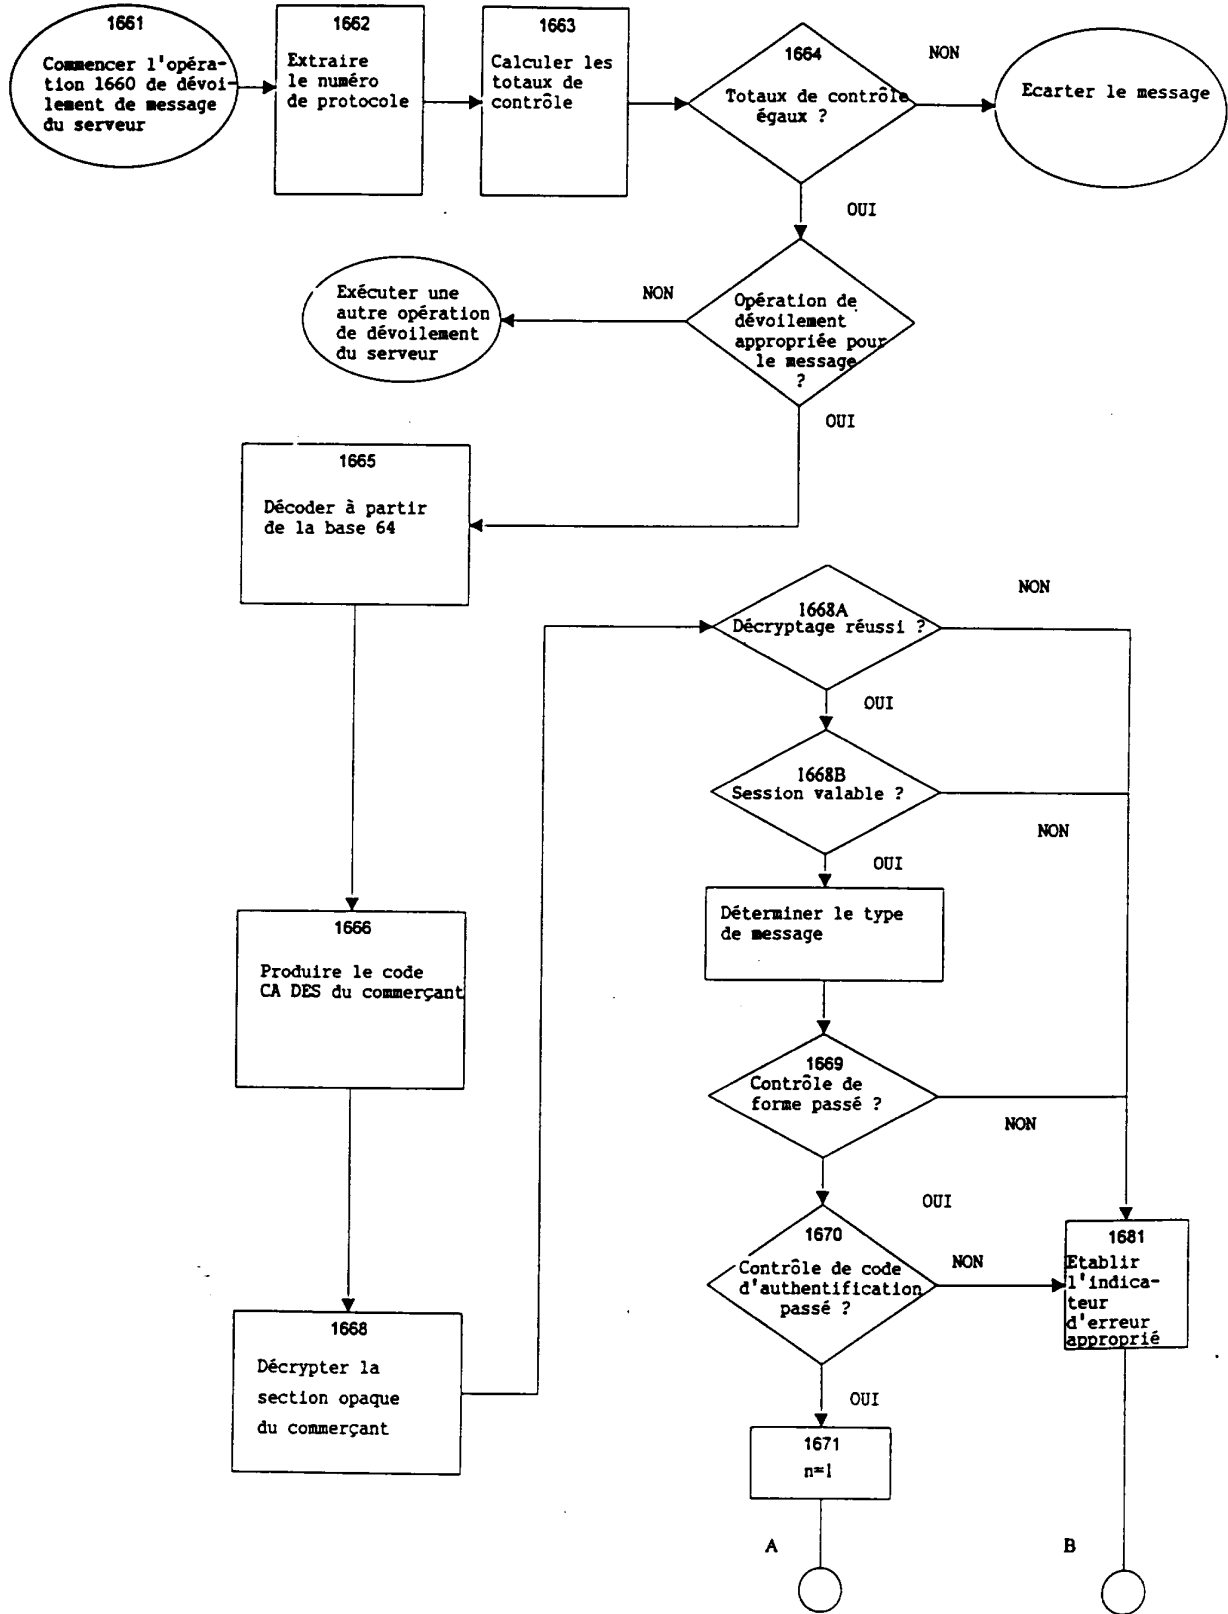 1661
Commencer l'opéra-
tion 1660 de dévoi-
lement de message
du serveur
1662
Extraire
le numéro
de protocole
1663
Calculer les
totaux de
contrôle
1664
Totaux de contrôle
égaux ?
NON
Ecarter le message
OUI
Exécuter une
autre opération
de dévoilement
du serveur
NON
Opération de
dévoilement
appropriée pour
le message
?
OUI
1665
Décoder à partir
de la base 64
1668A
Décryptage réussi ?
NON
OUI
1668B
Session valable ?
NON
OUI
Déterminer le type
de message
1666
Produire le code
CA DES du commerçant
1669
Contrôle de
forme passé ?
NON
OUI
1670
Contrôle de code
d'authentification
passé ?
NON
1681
Etablir
l'indica-
teur
d'erreur
approprié
1668
Décrypter la
section opaque
du commerçant
OUI
1671
n=1
A
B